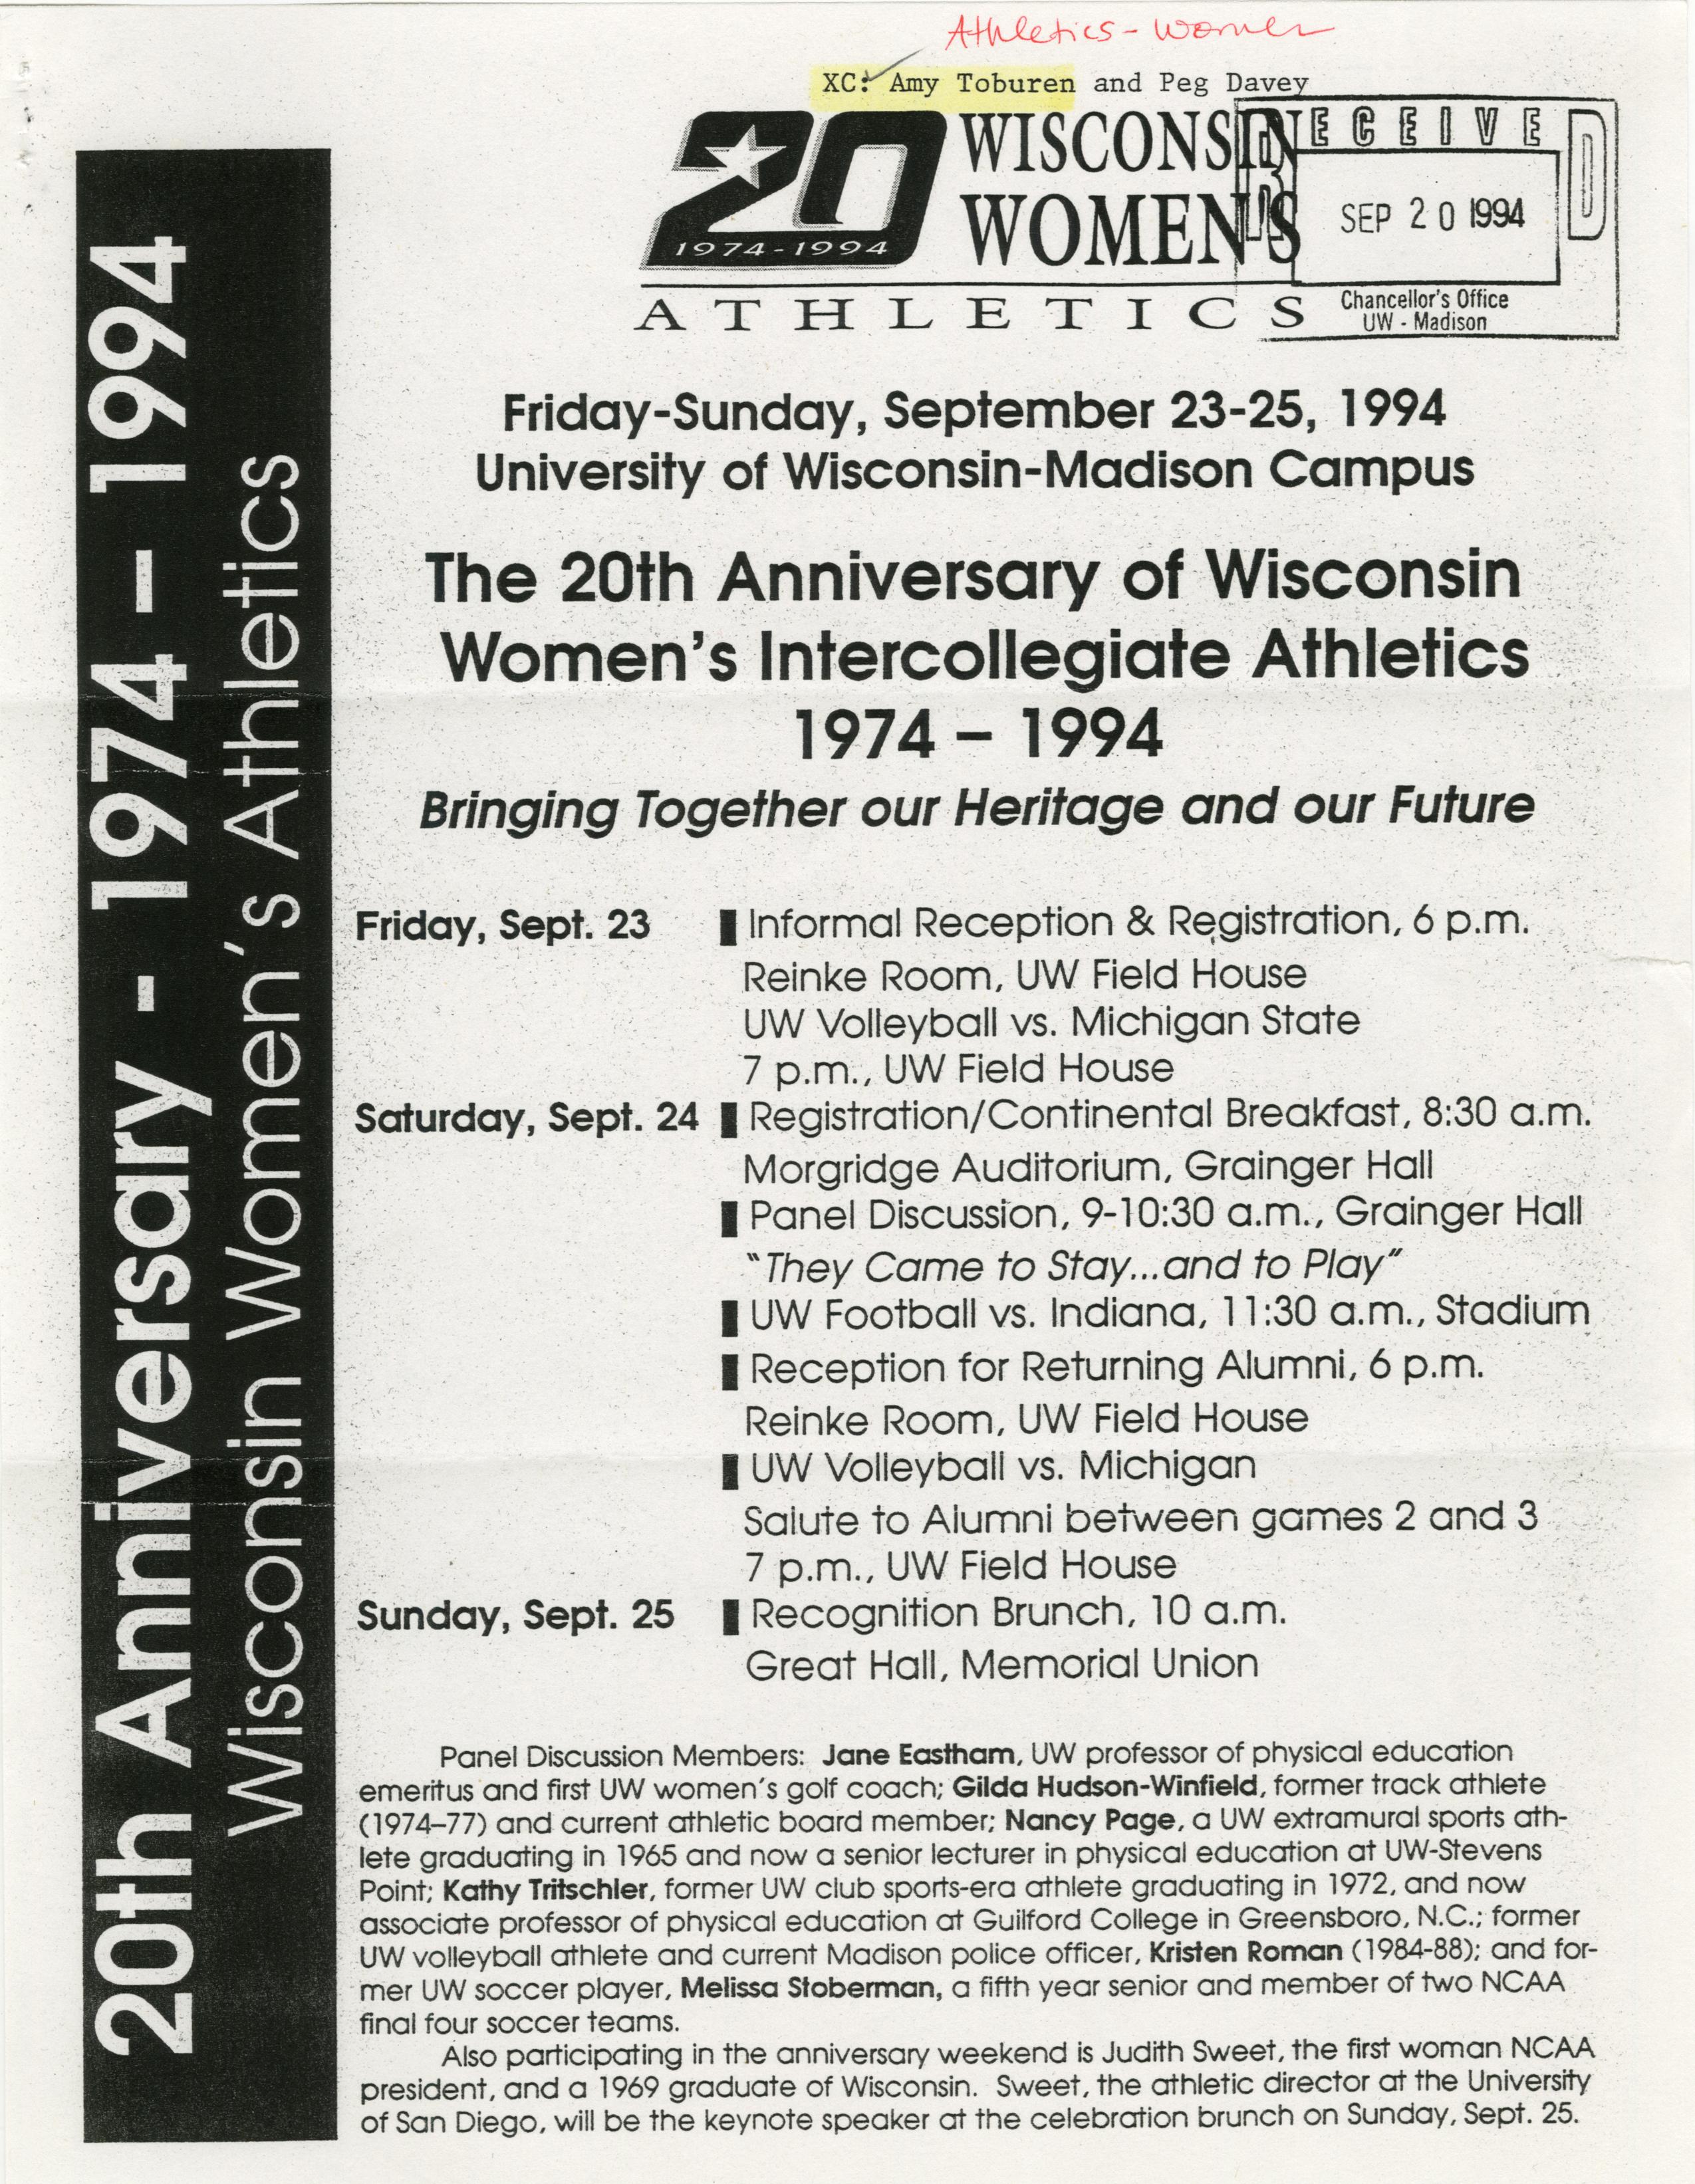 Athletics - Women
XC: Amy Toburen and Peg Davey
20
1974-1994
WISCONSIN
WOMEN'S
ATHLETICS
RECEIVED
SEP 20 1994
Chancellor's Office
UW - Madison
20th Anniversary - 1974 – 1994
Wisconsin Women's Athletics
Friday-Sunday, September 23-25, 1994
University of Wisconsin-Madison Campus
The 20th Anniversary of Wisconsin
Women's Intercollegiate Athletics
1974 – 1994
Bringing Together our Heritage and our Future
Friday, Sept. 23 Informal Reception & Registration, 6 p.m.
Reinke Room, UW Field House
UW Volleyball vs. Michigan State
7 p.m., UW Field House
Saturday, Sept. 24 Registration/Continental Breakfast, 8:30 a.m.
Morgridge Auditorium, Grainger Hall
Panel Discussion, 9-10:30 a.m., Grainger Hall
"They Came to Stay...and to Play"
UW Football vs. Indiana, 11:30 a.m., Stadium
Reception for Returning Alumni, 6 p.m.
Reinke Room, UW Field House
UW Volleyball vs. Michigan
Salute to Alumni between games 2 and 3
7 p.m., UW Field House
Sunday, Sept. 25 Recognition Brunch, 10 a.m.
Great Hall, Memorial Union
Panel Discussion Members: Jane Eastham, UW professor of physical education
emeritus and first UW women's golf coach; Gilda Hudson-Winfield, former track athlete
(1974–77) and current athletic board member; Nancy Page, a UW extramural sports ath-
lete graduating in 1965 and now a senior lecturer in physical education at UW-Stevens
Point; Kathy Tritschler, former UW club sports-era athlete graduating in 1972, and now
associate professor of physical education at Guilford College in Greensboro, N.C.; former
UW volleyball athlete and current Madison police officer, Kristen Roman (1984-88); and for-
mer UW soccer player, Melissa Stoberman, a fifth year senior and member of two NCAA
final four soccer teams.
Also participating in the anniversary weekend is Judith Sweet, the first woman NCAA
president, and a 1969 graduate of Wisconsin. Sweet, the athletic director at the University
of San Diego, will be the keynote speaker at the celebration brunch on Sunday, Sept. 25.